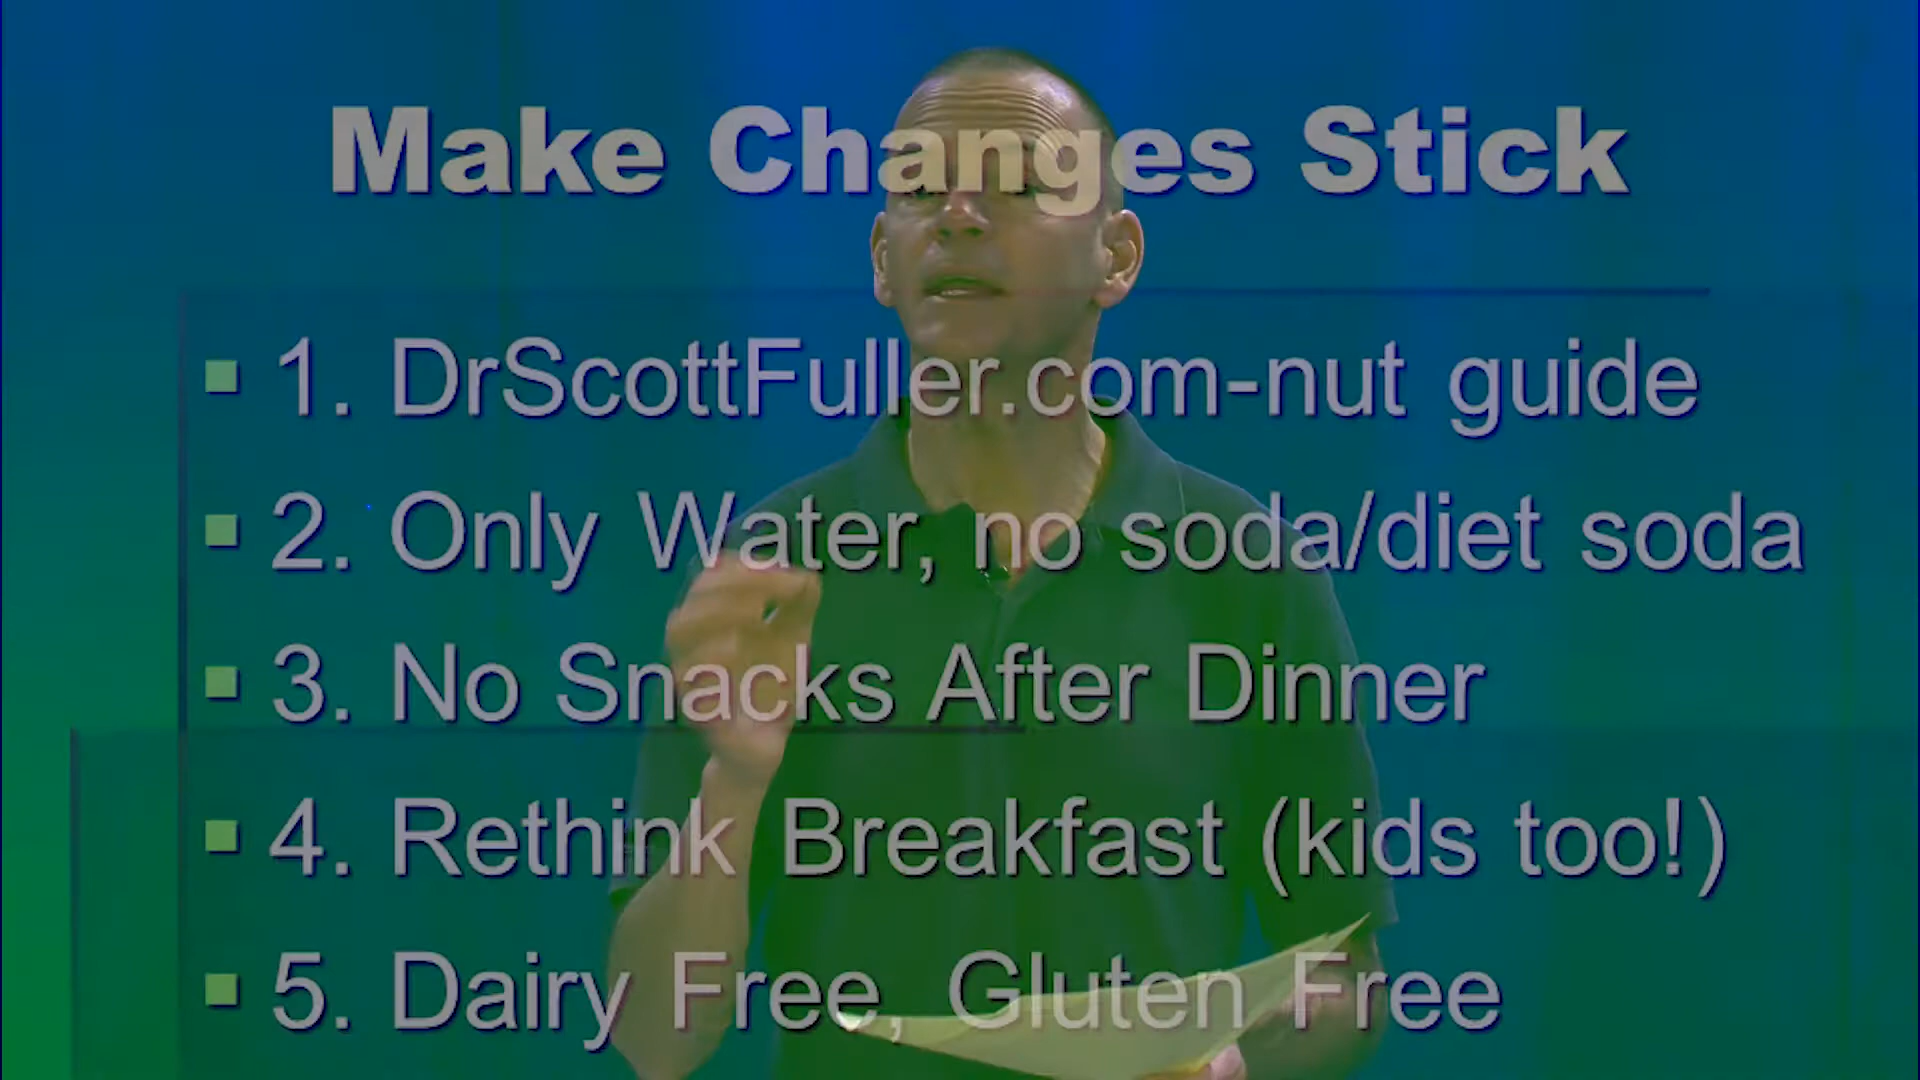 Make Changes Stick
1. DrScottFuller.com-nut guide
2. Only Water, no soda/diet soda
3. No Snacks After Dinner
4. Rethink Breakfast (kids too!)
5. Dairy Free, Gluten Free